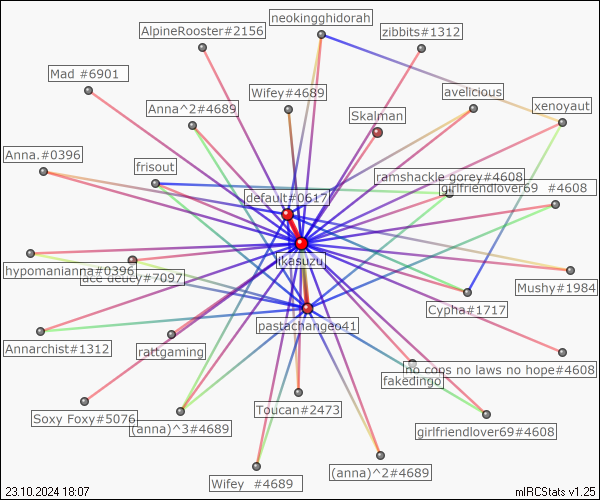 neokingghidorah
AlpineRooster#2156
zibbits#1312
Mad #6901
Wifey#4689
avelicious
Anna^2#4689
Skalman
xenoyaut
Anna.#0396
frisout
ramshackle gorey#4608
girlfriendlover69 #4608
default#0617
ikasuzu
hypomanianna#0396
ace deucy#7097
Mushy#1984
Cypha#1717
pastachangeo41
Annarchist#1312
rattgaming
no cops no laws no hope#4608
fakedingo
Soxy Foxy#5076
Toucan#2473
(anna)^3#4689
girlfriendlover69#4608
(anna)^2#4689
Wifey #4689
23.10.2024 18:07
mIRCStats v1.25